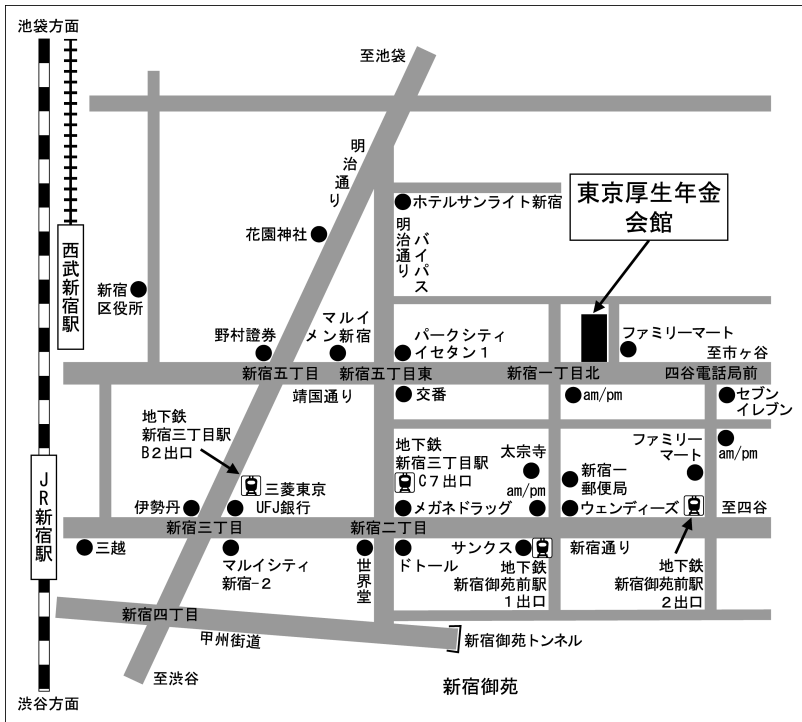 池袋方面
至池袋
明治通り
東京厚生年金
会館
ホテルサンライト新宿
明治通り
バイパス
花園神社
西武新宿駅
新宿
区役所
マルイ
メン新宿
野村證券
パークシティ
イセタン1
ファミリーマート
至市ヶ谷
新宿五丁目
新宿五丁目東
新宿一丁目北
四谷電話局前
靖国通り
交番
am/pm
セブン
イレブン
地下鉄
新宿三丁目駅
B2出口
地下鉄
新宿三丁目駅
C7出口
太宗寺
am/pm
ファミリー
マート
am/pm
新宿一
郵便局
JR新宿駅
三菱東京
UFJ銀行
伊勢丹
メガネドラッグ
ウェンディーズ
至四谷
新宿三丁目
新宿二丁目
三越
マルイシティ
新宿-2
世界堂
ドトール
サンクス
新宿通り
地下鉄
新宿御苑前駅
1出口
地下鉄
新宿御苑前駅
2出口
新宿四丁目
甲州街道
新宿御苑トンネル
至渋谷
新宿御苑
渋谷方面